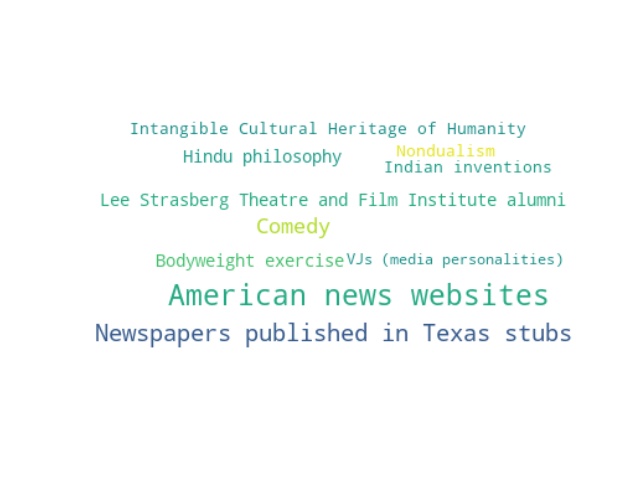 Intangible Cultural Heritage of Humanity
Nondualism
Hindu philosophy
Indian inventions
Lee Strasberg Theatre and Film Institute alumni
Comedy
Bodyweight exercise
VJs (media personalities)
American news websites
Newspapers published in Texas stubs